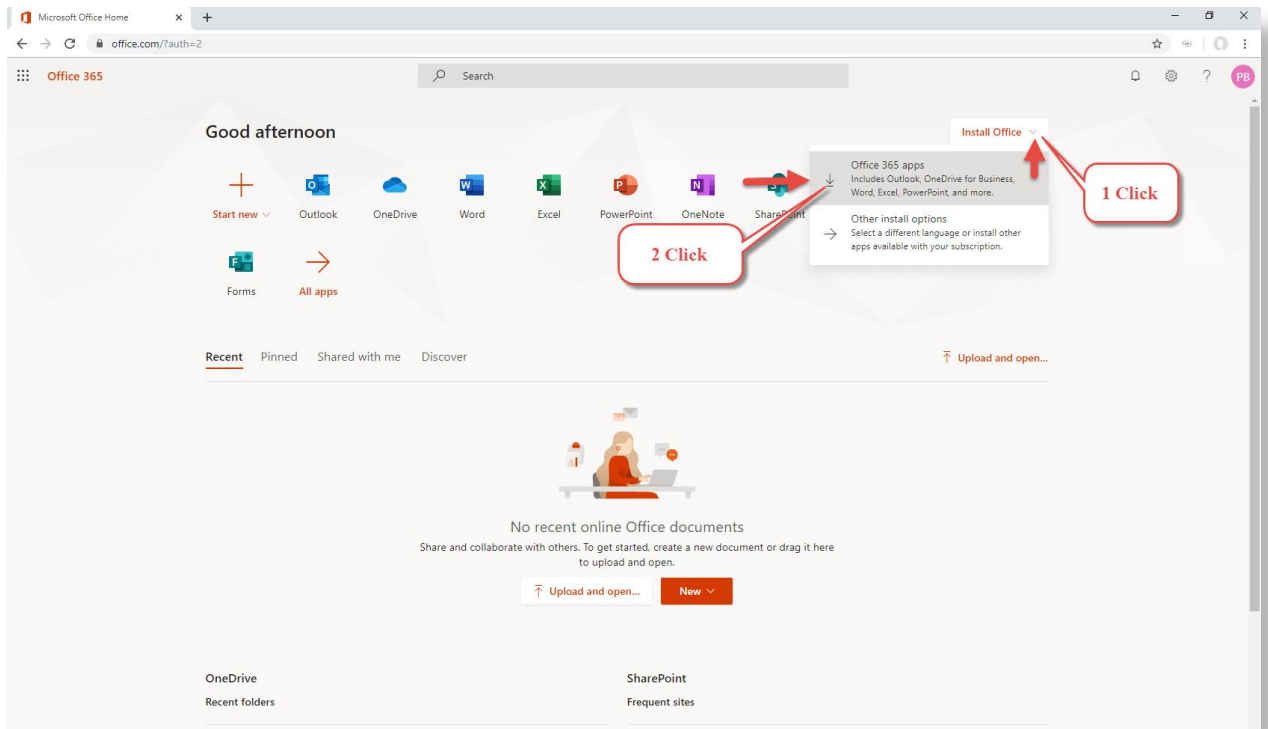 Microsoft Office Home
office.com/?auth=2
Office 365
Search
?
PB
Good afternoon
Install Office
Office 365 apps
Includes Outlook, OneDrive for Business,
Word, Excel, PowerPoint, and more.
Other install options
Select a different language or install other
apps available with your subscription.
1 Click
2 Click
Start new
Outlook
OneDrive
Word
Excel
PowerPoint
OneNote
SharePoint
Forms
All apps
Recent Pinned Shared with me Discover
Upload and open...
No recent online Office documents
Share and collaborate with others. To get started, create a new document or drag it here
to upload and open.
Upload and open...
New
OneDrive
Recent folders
SharePoint
Frequent sites